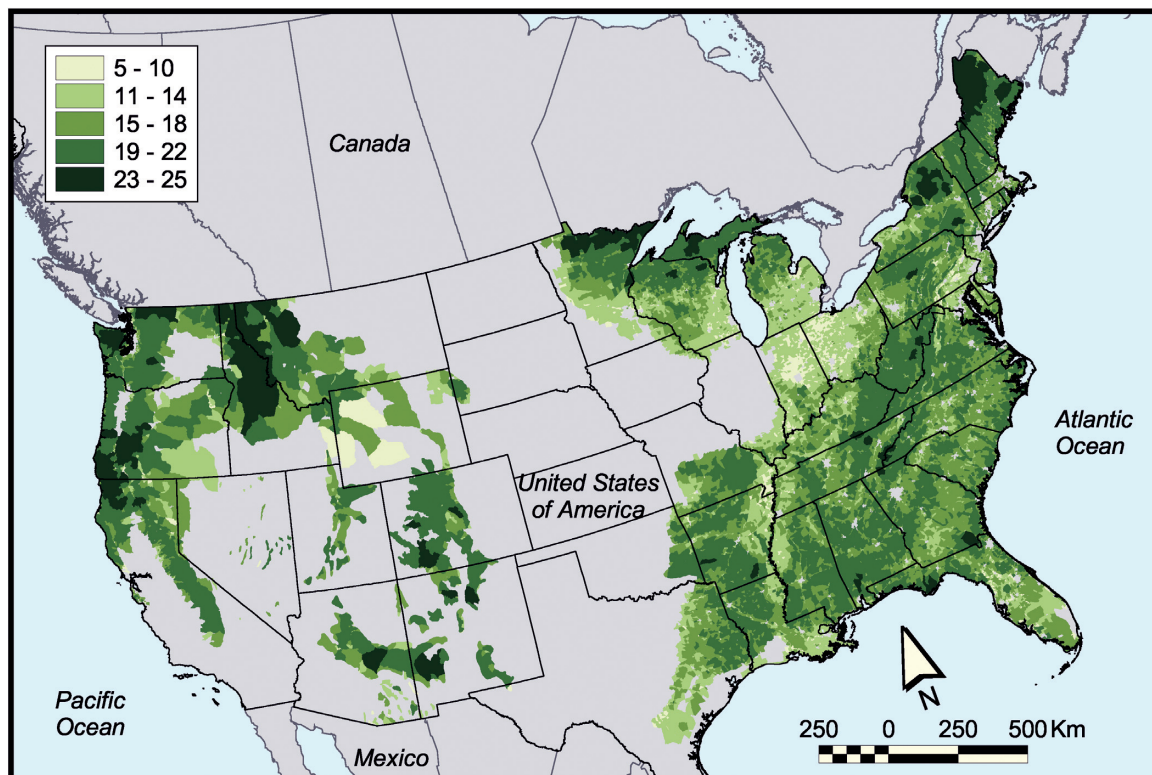 5 - 10
11 - 14
15 - 18
19 - 22
23 - 25
Canada
United States
of America
Atlantic
Ocean
Pacific
Ocean
Mexico
N
250 0 250 500 Km